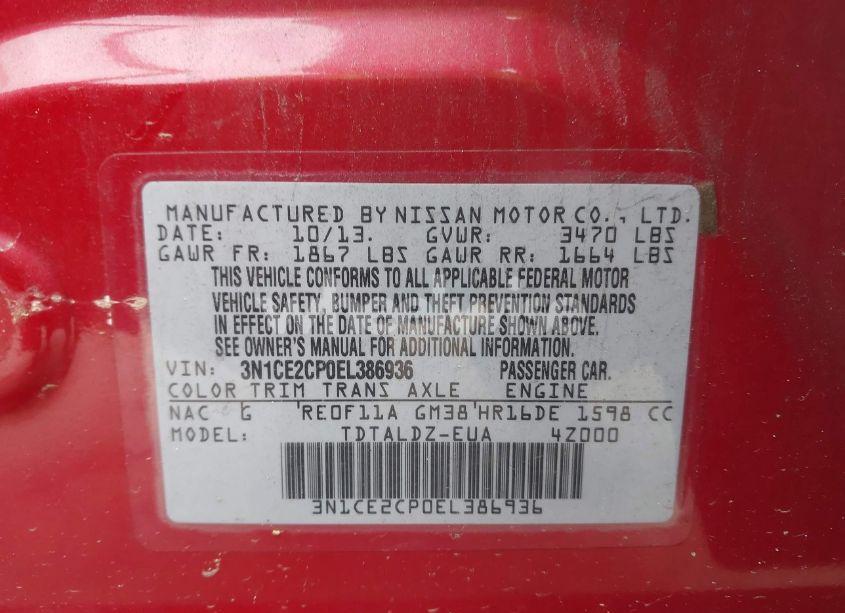 MANUFACTURED BY NISSAN MOTOR CO., LTD.
DATE: 10/13. GVWR: 3470 LBS
GAWR FR: 1867 LBS GAWR RR: 1664 LBS
THIS VEHICLE CONFORMS TO ALL APPLICABLE FEDERAL MOTOR
VEHICLE SAFETY, BUMPER AND THEFT PREVENTION STANDARDS
IN EFFECT ON THE DATE OF MANUFACTURE SHOWN ABOVE.
SEE OWNER'S MANUAL FOR ADDITIONAL INFORMATION.
VIN: 3N1CE2CP0EL386936 PASSENGER CAR.
COLOR TRIM TRANS AXLE ENGINE
NAC G RE0F11A GM38 HR16DE 1598 CC
MODEL: TDTALDZ-EUA 4Z000
3N1CE2CP0EL386936